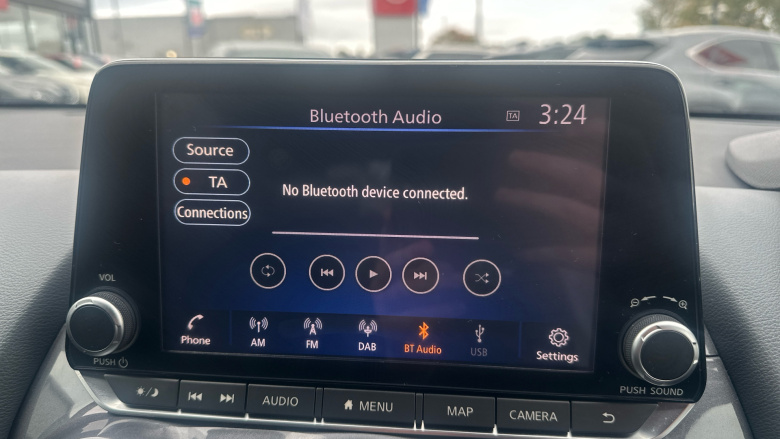 Bluetooth Audio
TA
3:24
Source
TA
Connections
No Bluetooth device connected.
VOL
PUSH
Phone
AM
FM
DAB
BT Audio
USB
Settings
PUSH SOUND
AUDIO
MENU
MAP
CAMERA